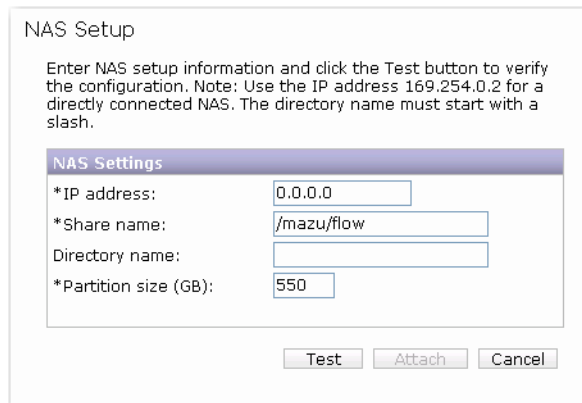 NAS Setup
Enter NAS setup information and click the Test button to verify
the configuration. Note: Use the IP address 169.254.0.2 for a
directly connected NAS. The directory name must start with a
slash.
NAS Settings
*IP address: 0.0.0.0
*Share name: /mazu/flow
Directory name:
*Partition size (GB): 550
Test Attach Cancel